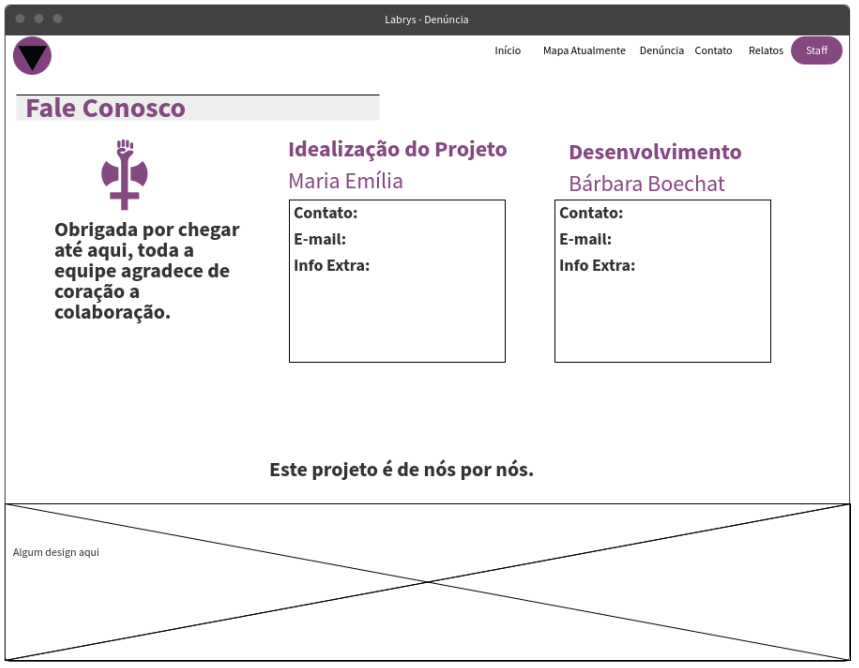 Labrys - Denúncia
Início Mapa Atualmente Denúncia Contato Relatos Staff
Fale Conosco
Obrigada por chegar
até aqui, toda a
equipe agradece de
coração a
colaboração.
Idealização do Projeto
Maria Emília
Contato:
E-mail:
Info Extra:
Desenvolvimento
Bárbara Boechat
Contato:
E-mail:
Info Extra:
Este projeto é de nós por nós.
Algum design aqui